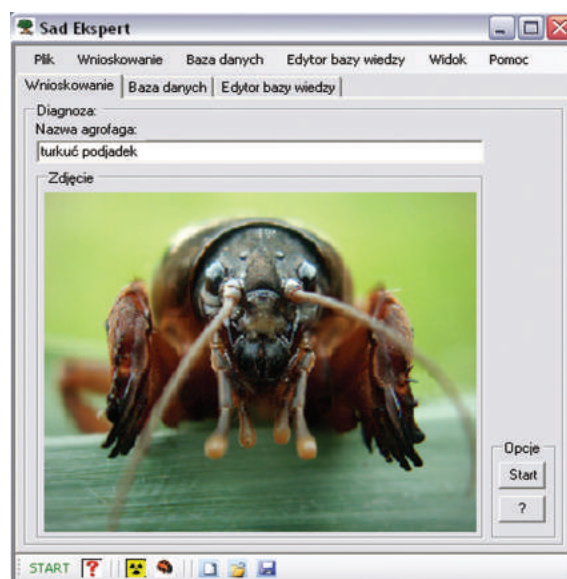 Sad Ekspert
Plik Wnioskowanie Baza danych Edytor bazy wiedzy Widok Pomoc
Wnioskowanie Baza danych Edytor bazy wiedzy
Diagnoza:
Nazwa agrofaga:
turkuć podjadek
Zdjęcie
Opcje
Start
?
START ?